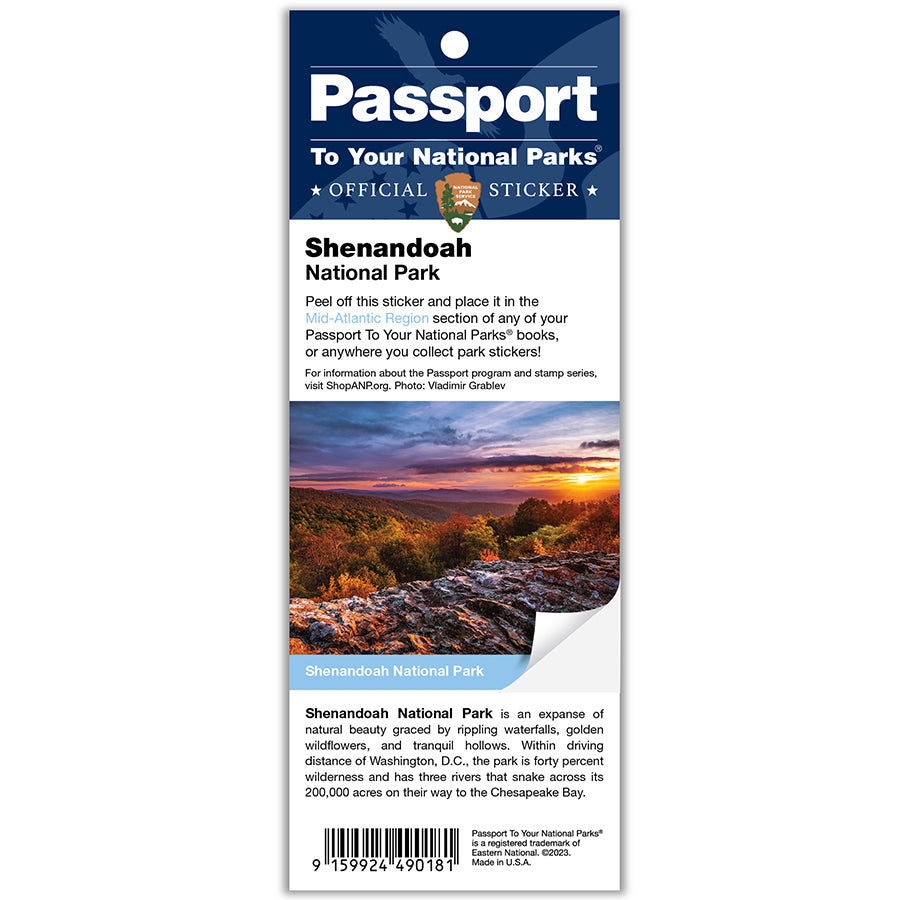 Passport
To Your National Parks®
★ OFFICIAL STICKER ★
NATIONAL
PARK
SERVICE
Shenandoah
National Park
Peel off this sticker and place it in the
Mid-Atlantic Region section of any of your
Passport To Your National Parks® books,
or anywhere you collect park stickers!
For information about the Passport program and stamp series,
visit ShopANP.org. Photo: Vladimir Grablev
Shenandoah National Park
Shenandoah National Park is an expanse of
natural beauty graced by rippling waterfalls, golden
wildflowers, and tranquil hollows. Within driving
distance of Washington, D.C., the park is forty percent
wilderness and has three rivers that snake across its
200,000 acres on their way to the Chesapeake Bay.
9 159924 490181
Passport To Your National Parks®
is a registered trademark of
Eastern National. ©2023.
Made in U.S.A.